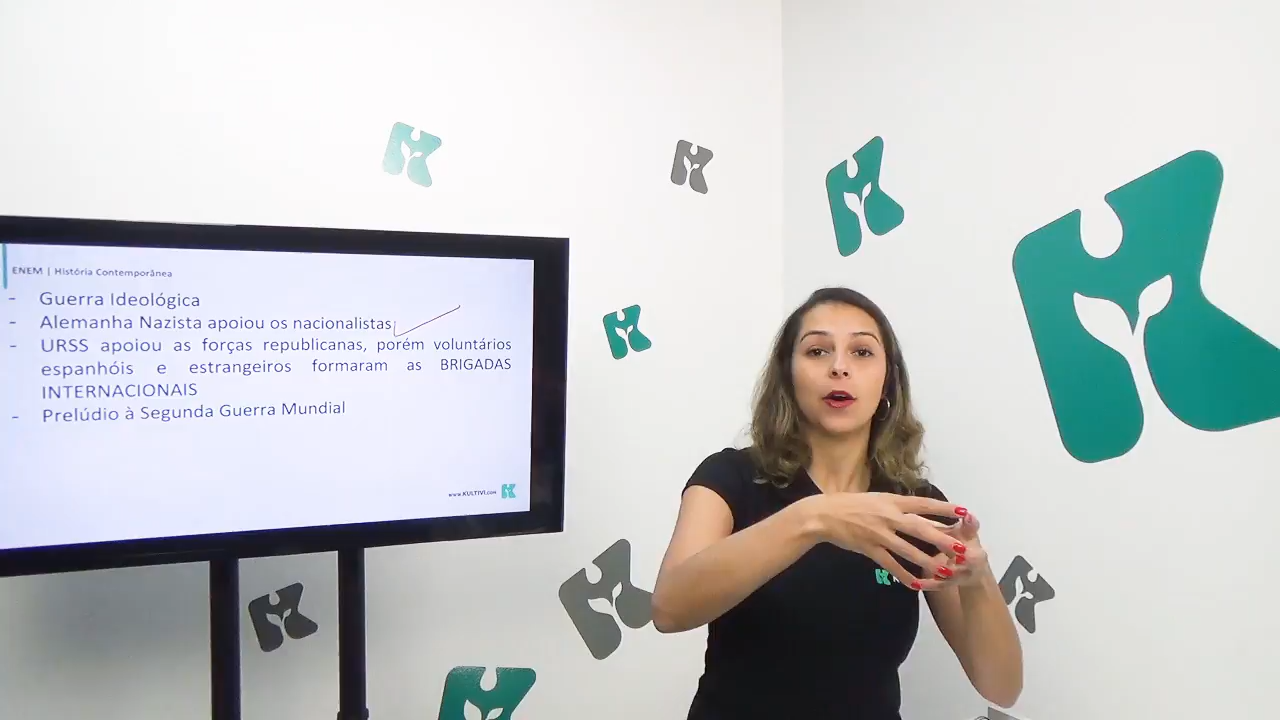 ENEM | História Contemporânea
- Guerra Ideológica
- Alemanha Nazista apoiou os nacionalistas
- URSS apoiou as forças republicanas, porém voluntários
espanhóis e estrangeiros formaram as BRIGADAS
INTERNACIONAIS
- Prelúdio à Segunda Guerra Mundial
www.KULTIVI.com